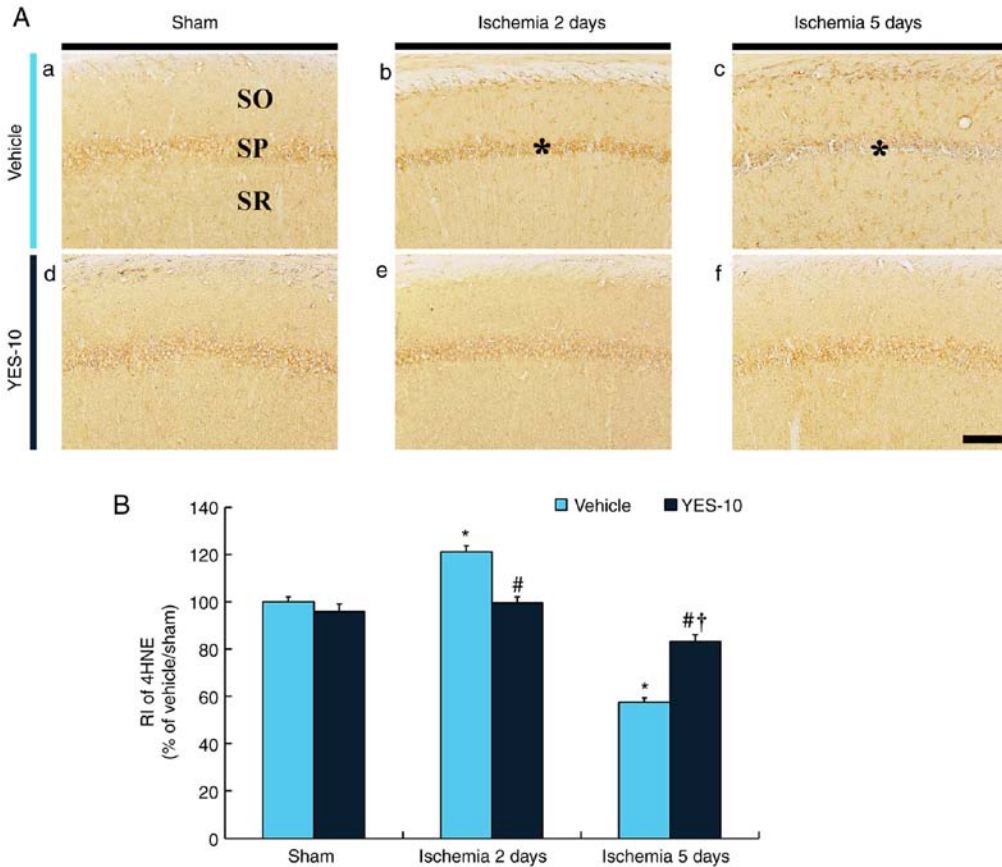 A
Sham
Ischemia 2 days
Ischemia 5 days
Vehicle
a
SO
SP
SR
b
*
c
*
YES-10
d
e
f
B
Vehicle
YES-10
RI of 4HNE
(% of vehicle/sham)
140
120
100
80
60
40
20
0
*
#
*
#†
Sham
Ischemia 2 days
Ischemia 5 days